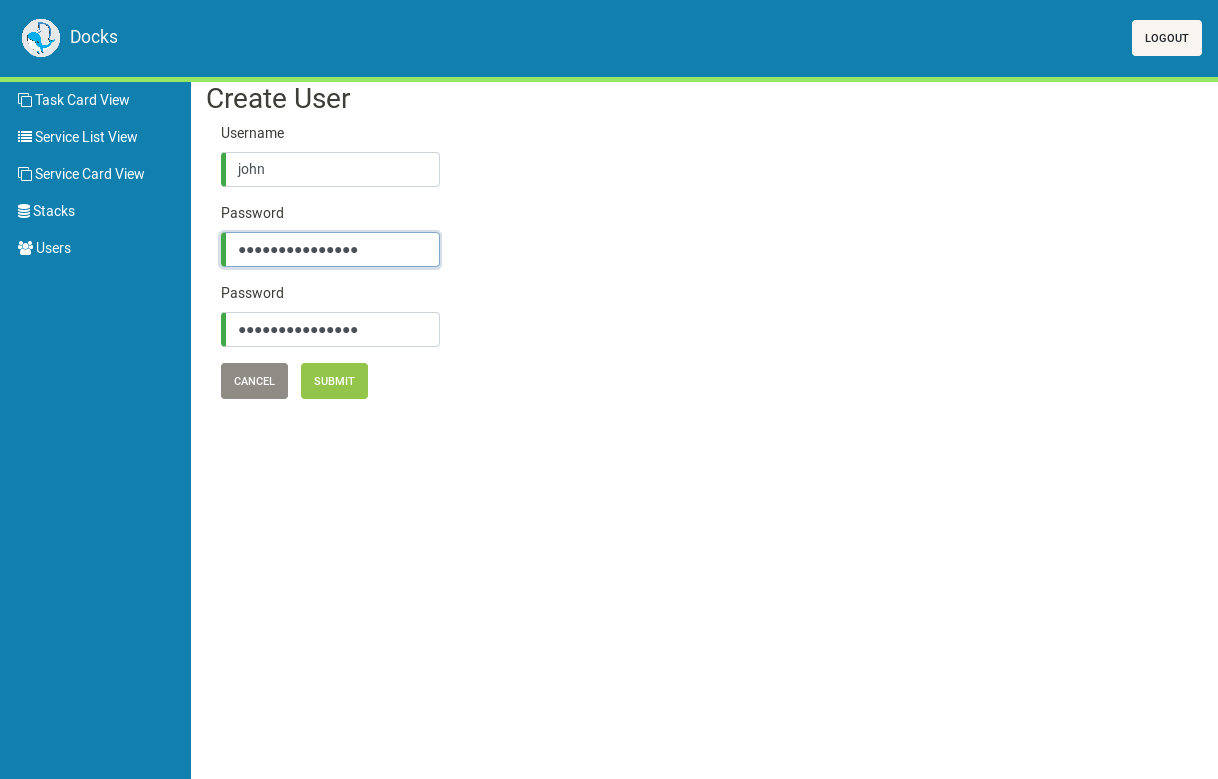 Docks
LOGOUT
Task Card View
Service List View
Service Card View
Stacks
Users
Create User
Username
john
Password
●●●●●●●●●●●●●●●
Password
●●●●●●●●●●●●●●●
CANCEL
SUBMIT